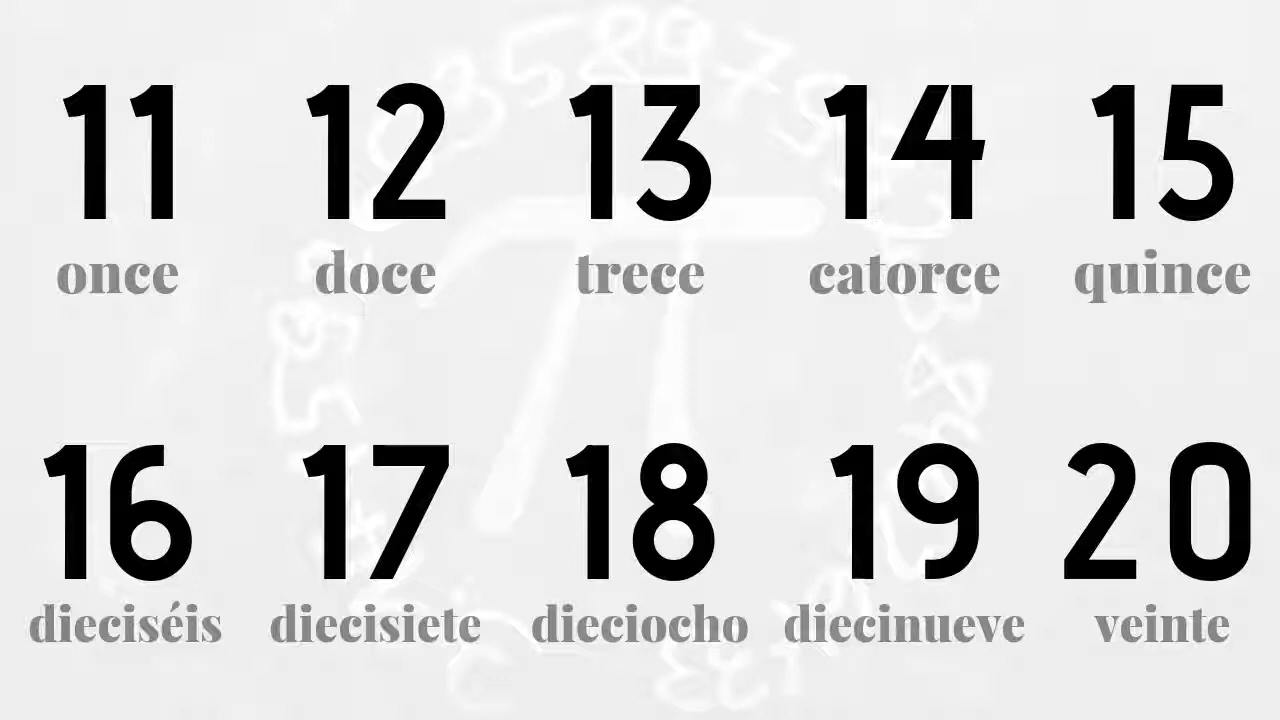 11 12 13 14 15
once doce trece catorce quince
16 17 18 19 20
dieciséis diecisiete dieciocho diecinueve veinte